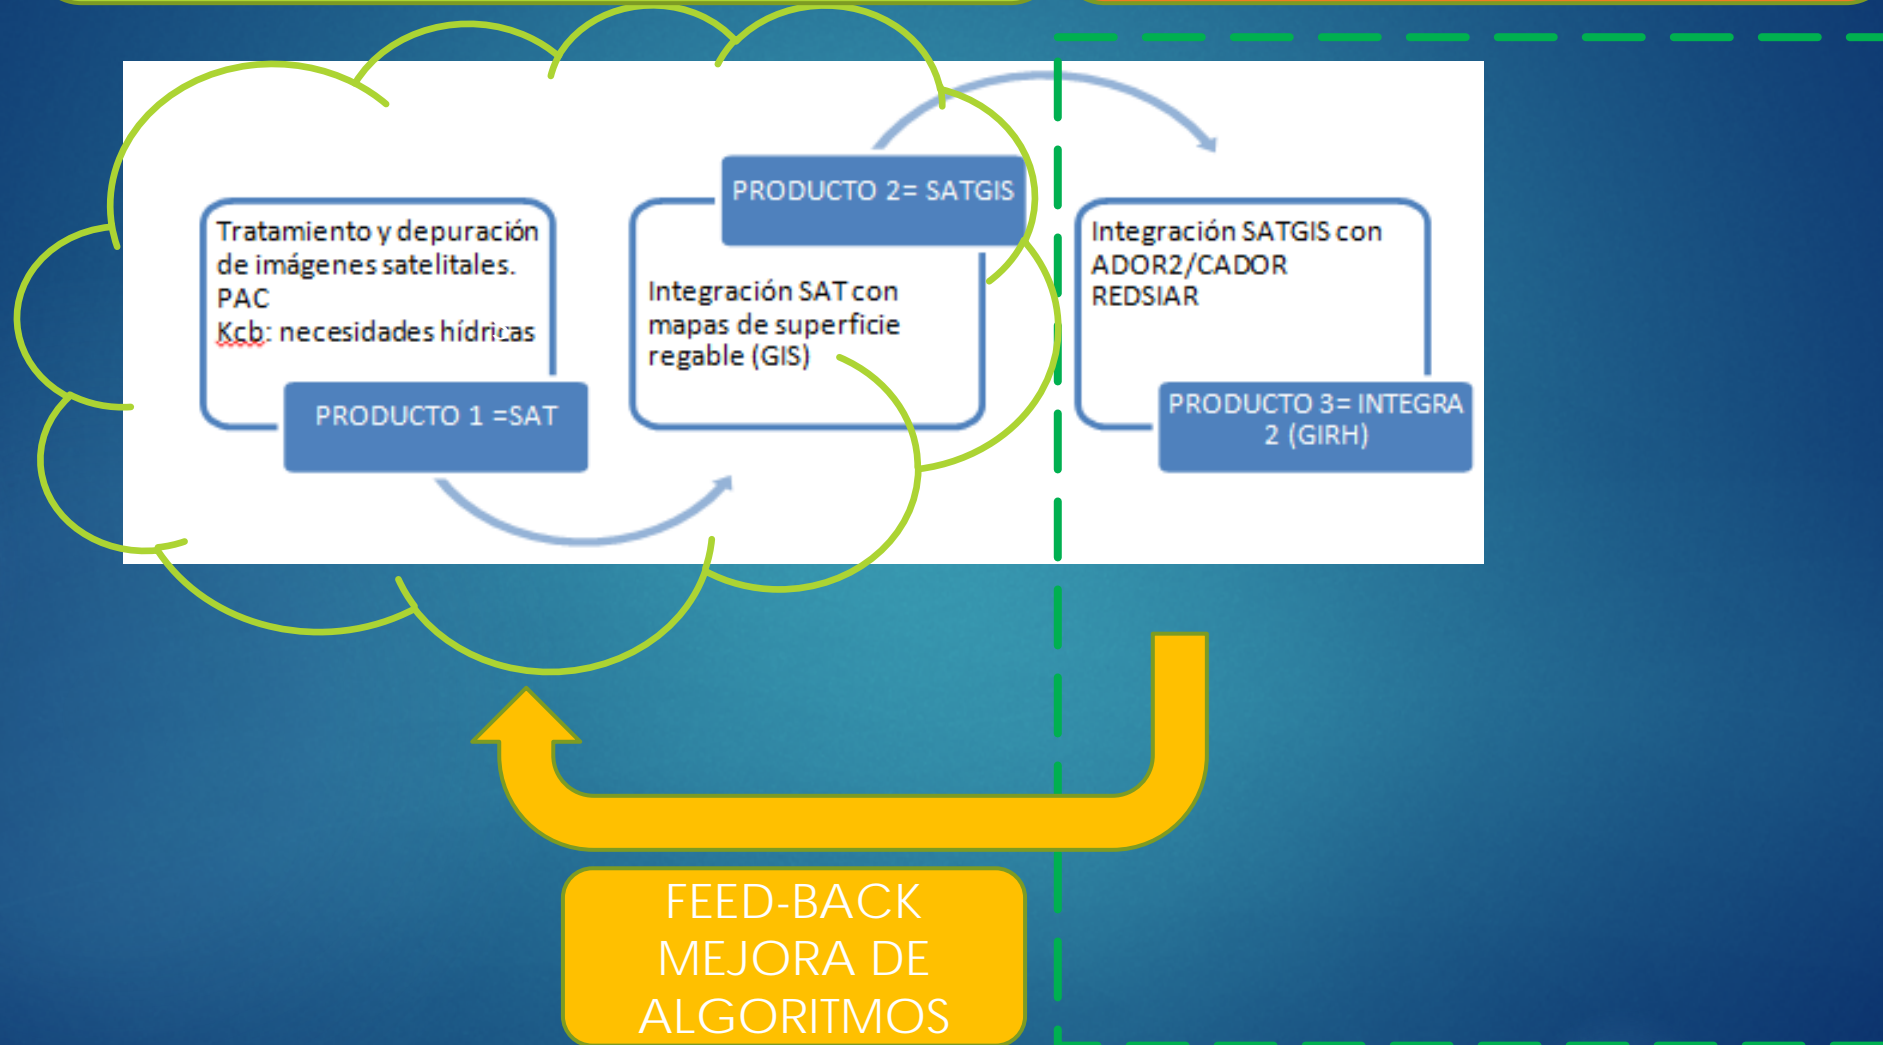 Tratamiento y depuración
de imágenes satelitales.
PAC
Kcb: necesidades hídricas
PRODUCTO 1 =SAT
PRODUCTO 2= SATGIS
Integración SAT con
mapas de superficie
regable (GIS)
Integración SATGIS con
ADOR2/CADOR
REDSIAR
PRODUCTO 3= INTEGRA
2 (GIRH)
FEED-BACK
MEJORA DE
ALGORITMOS